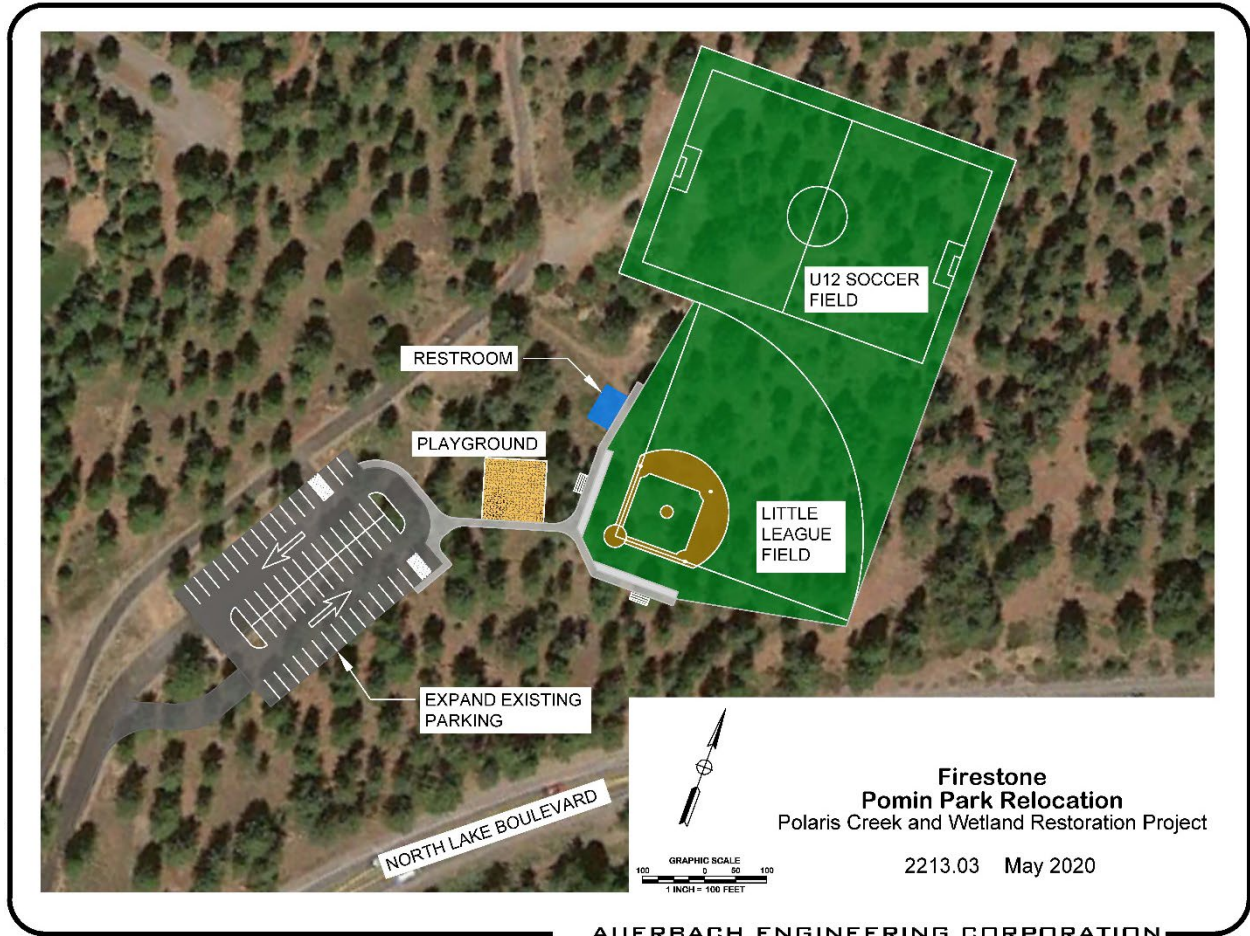 U12 SOCCER
FIELD
RESTROOM
PLAYGROUND
LITTLE
LEAGUE
FIELD
EXPAND EXISTING
PARKING
NORTH LAKE BOULEVARD
Firestone
Pomin Park Relocation
Polaris Creek and Wetland Restoration Project
2213.03 May 2020
GRAPHIC SCALE
100 0 50 100
1 INCH = 100 FEET
AUERBACH ENGINEERING CORPORATION